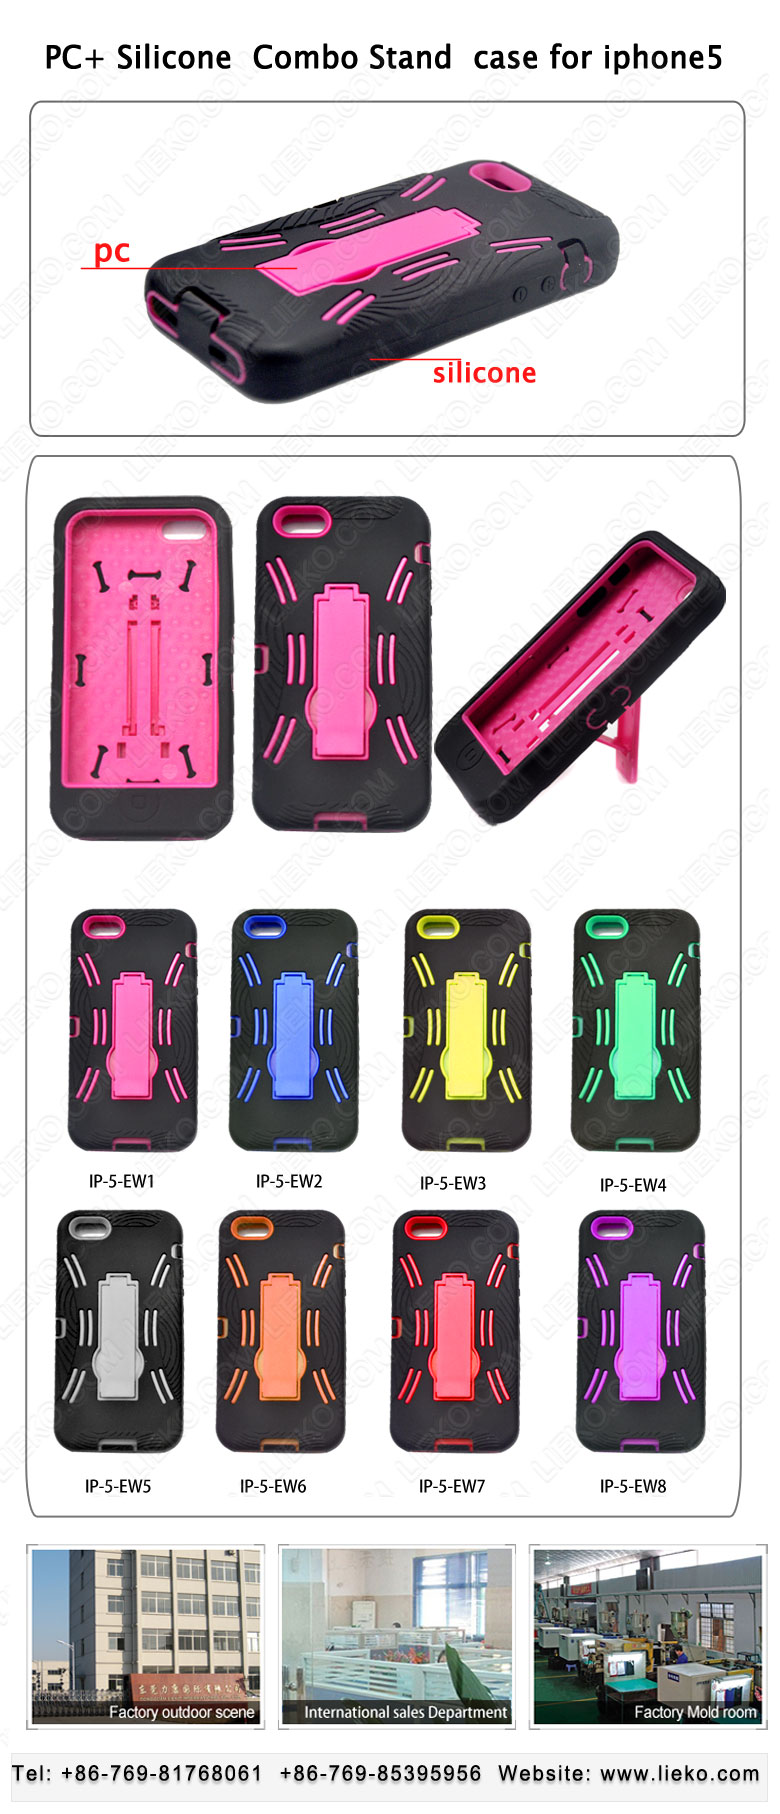 PC+ Silicone Combo Stand case for iphone5
pc
silicone
IP-5-EW1
IP-5-EW2
IP-5-EW3
IP-5-EW4
IP-5-EW5
IP-5-EW6
IP-5-EW7
IP-5-EW8
Factory outdoor scene
International sales Department
Factory Mold room
Tel: +86-769-81768061 +86-769-85395956 Website: www.lieko.com
LIEKO.COM